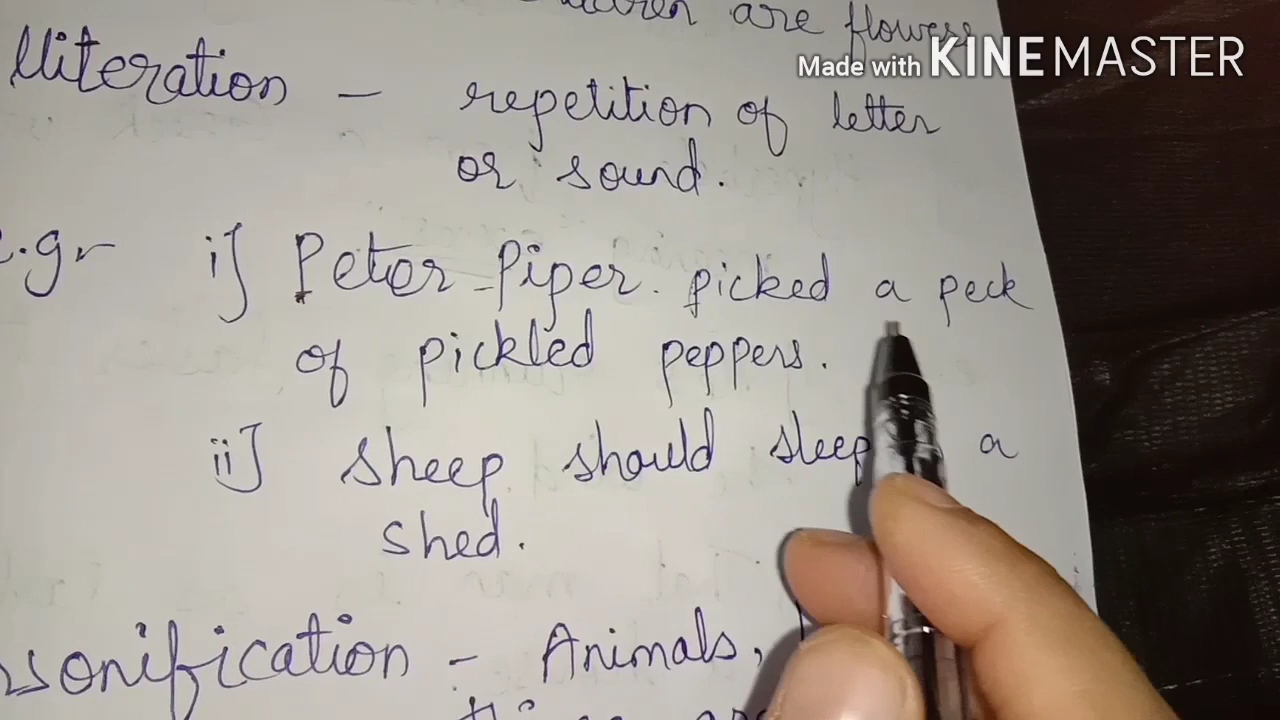 are flowers
Made with KINEMASTER
lliteration - repetition of letter
or sound.
e.g:- i] Peter Piper picked a peck
of pickled peppers.
ii] Sheep should sleep a
shed.
sonification - Animals,